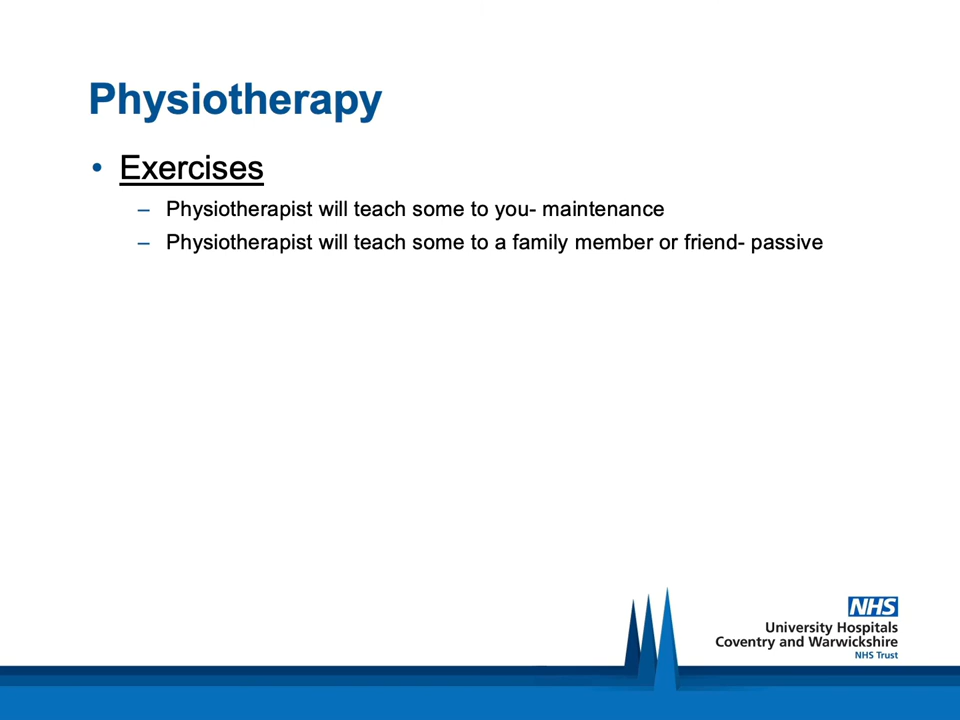 Physiotherapy
• Exercises
– Physiotherapist will teach some to you- maintenance
– Physiotherapist will teach some to a family member or friend- passive
NHS
University Hospitals
Coventry and Warwickshire
NHS Trust